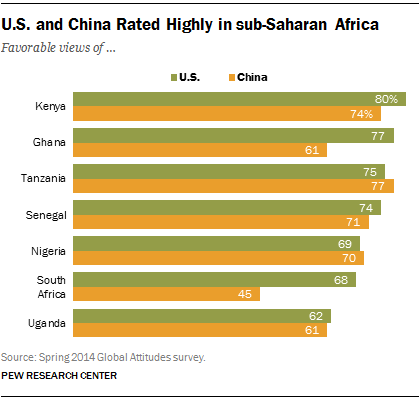 U.S. and China Rated Highly in sub-Saharan Africa
Favorable views of ...
U.S. China
Kenya 80% 74%
Ghana 77 61
Tanzania 75 77
Senegal 74 71
Nigeria 69 70
South
Africa 68 45
Uganda 62 61
Source: Spring 2014 Global Attitudes survey.
PEW RESEARCH CENTER